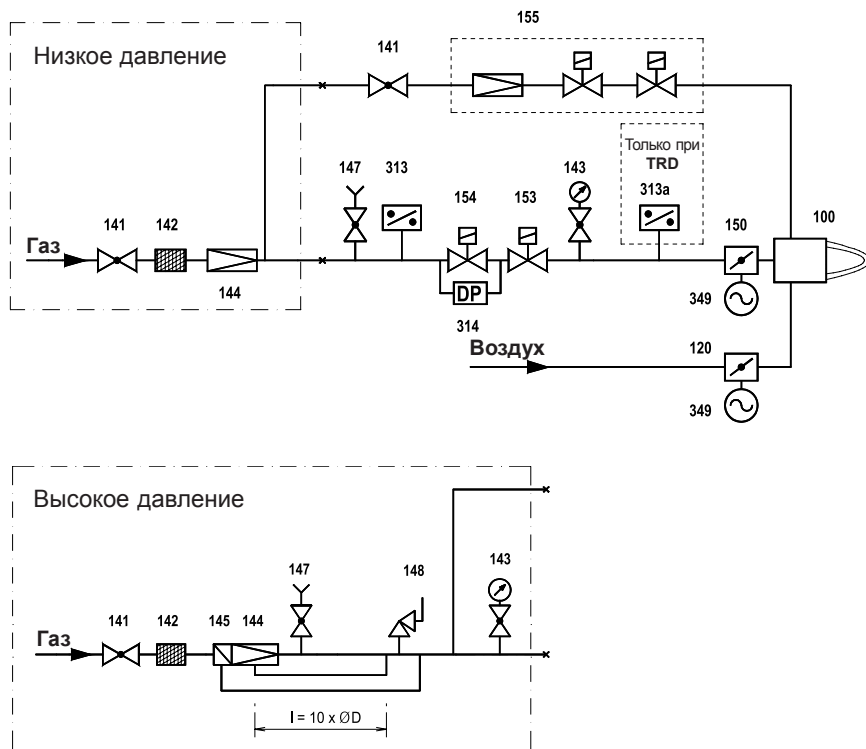 155
Низкое давление
141
Только при
TRD
147
313
143
313a
154
153
150
100
141
142
Газ
144
DP
349
314
Воздух
120
349
Высокое давление
147
148
143
141
142
145
144
Газ
l = 10 x ØD